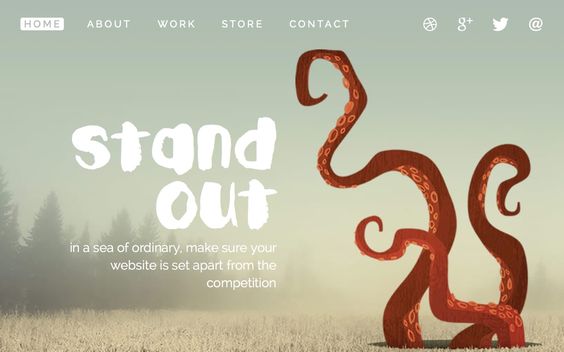 HOME ABOUT WORK STORE CONTACT g+ @
stand
out
in a sea of ordinary, make sure your
website is set apart from the
competition